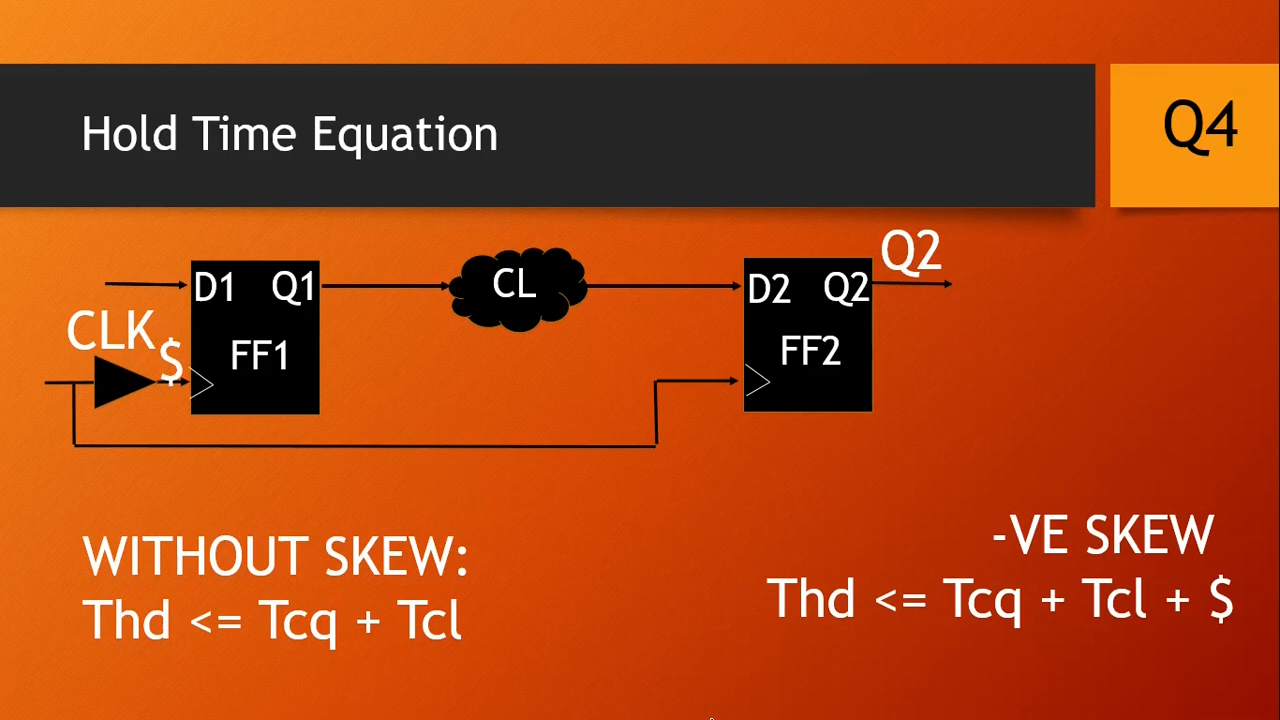 Hold Time Equation
Q4
Q2
D1 Q1
CL
D2 Q2
CLK
$
FF1
FF2
WITHOUT SKEW:
Thd <= Tcq + Tcl
-VE SKEW
Thd <= Tcq + Tcl + $